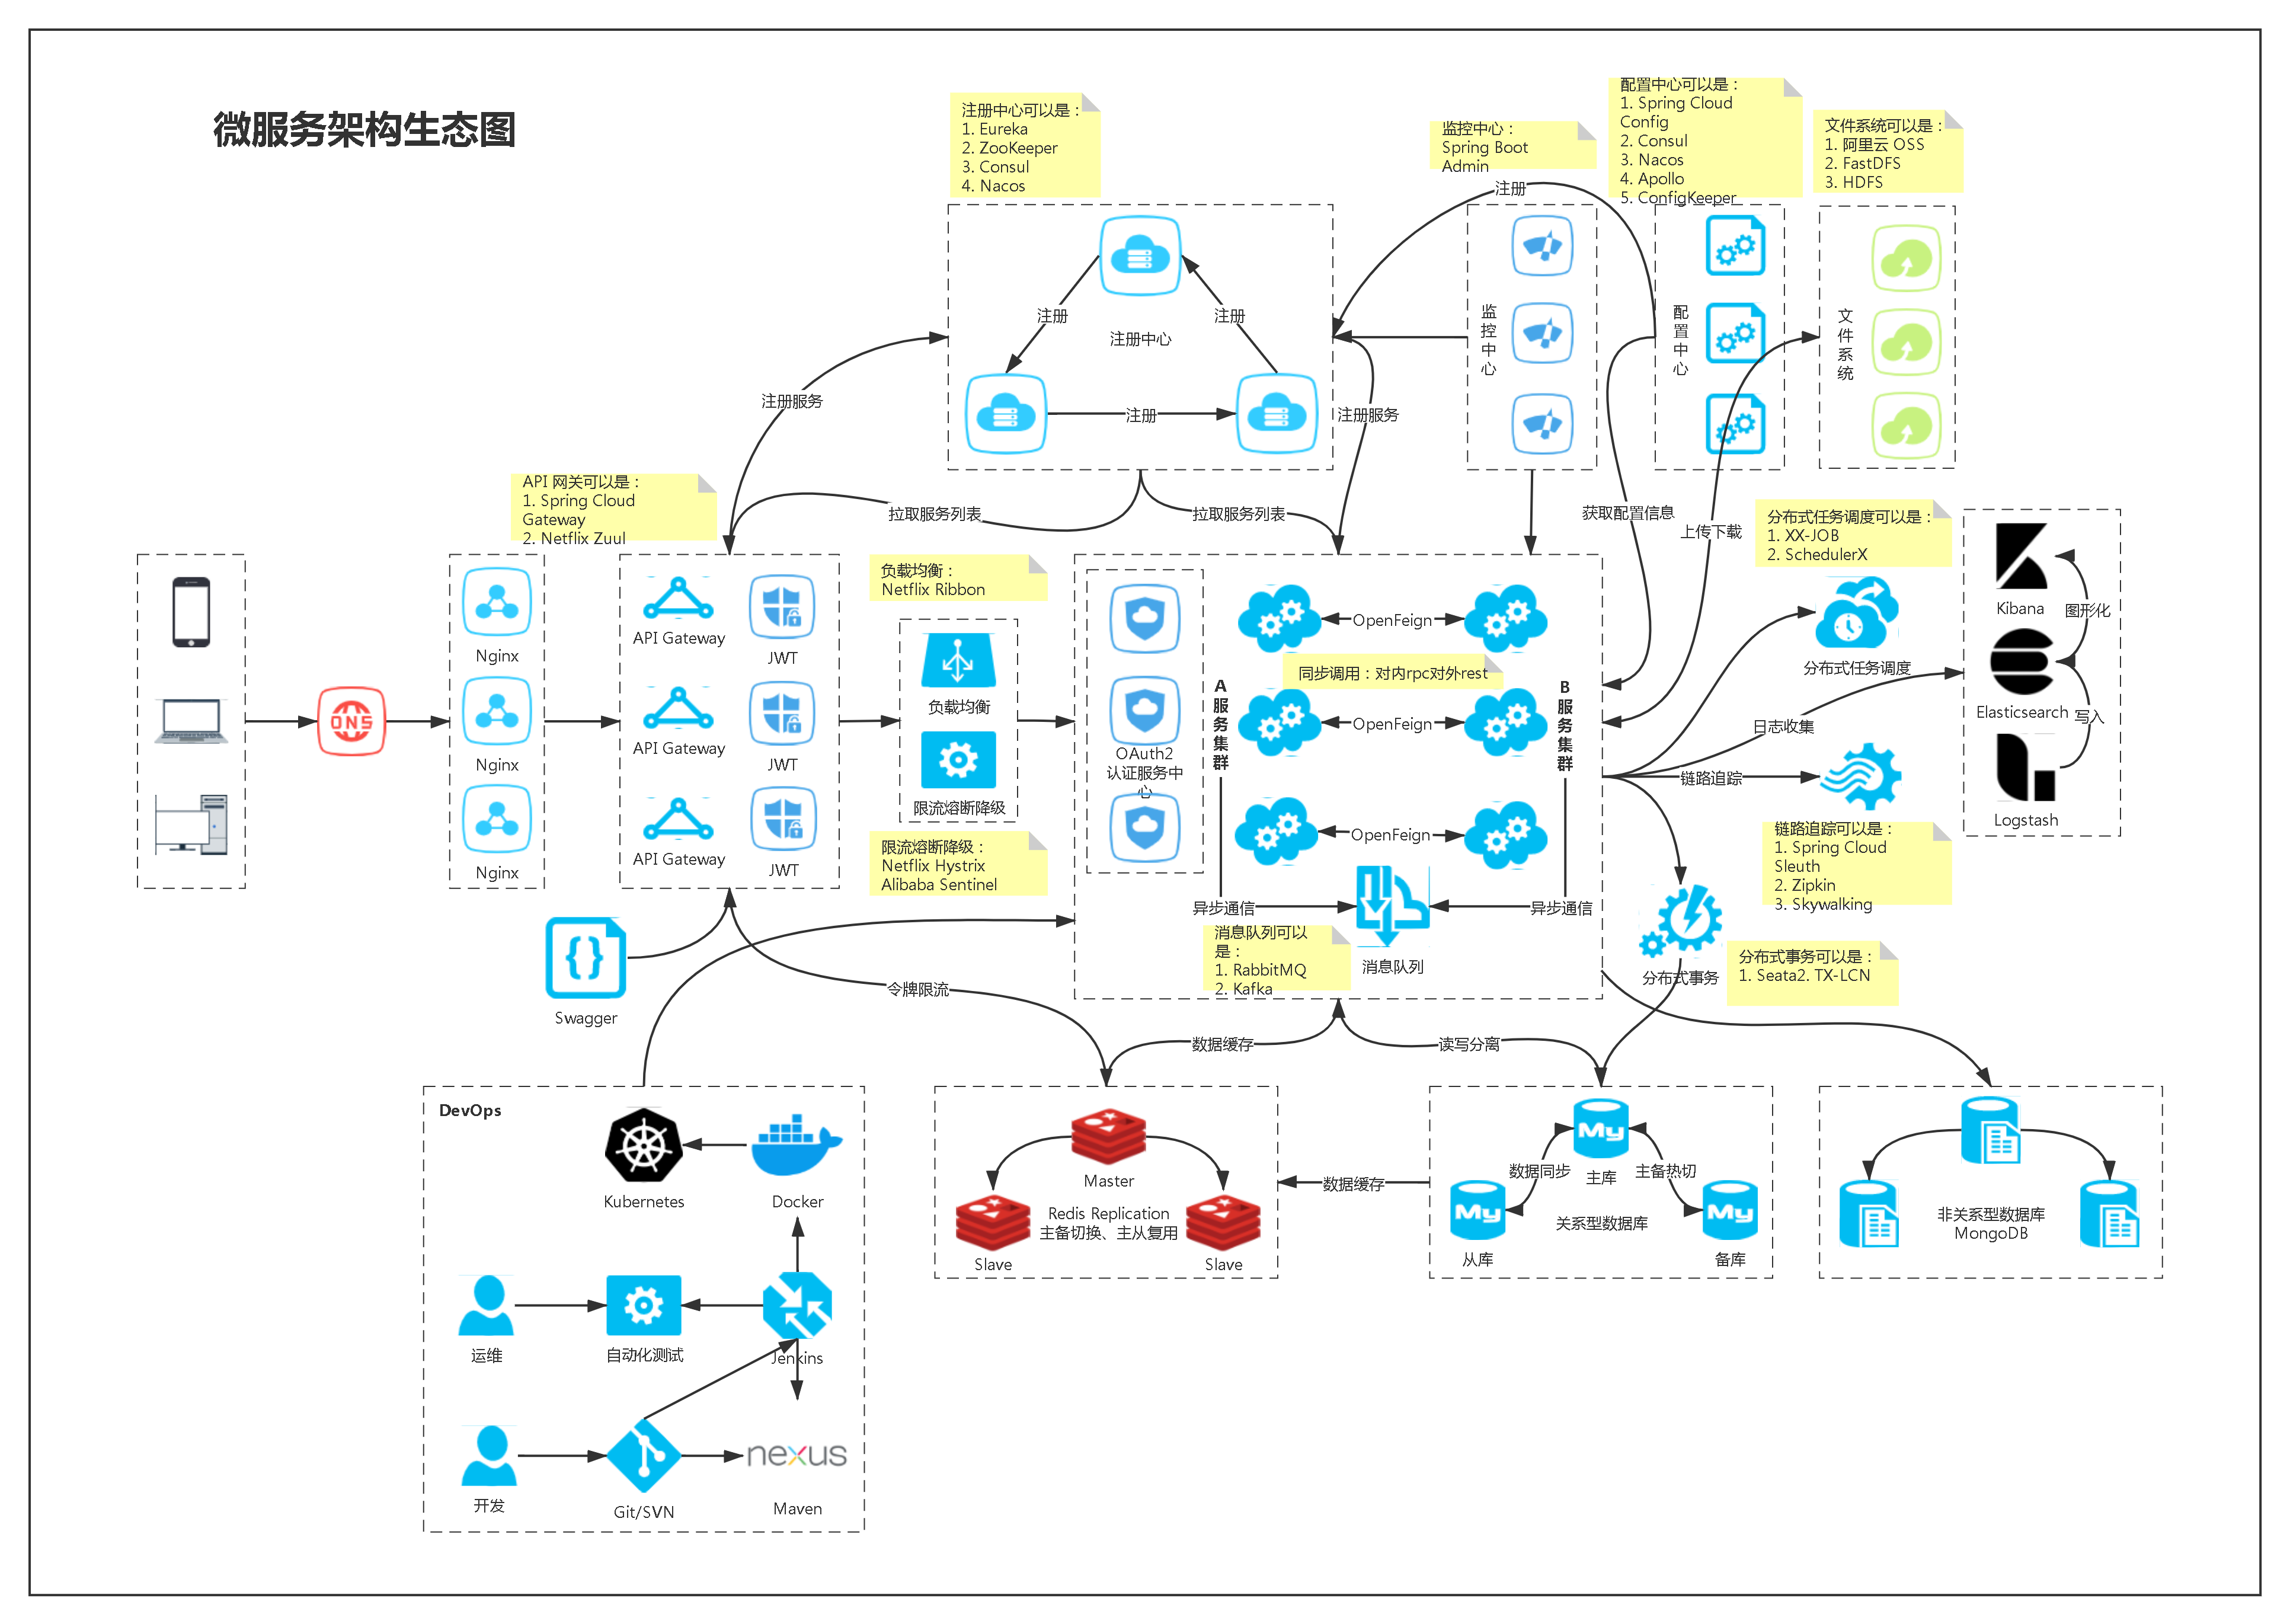 微服务架构生态图
注册中心可以是：
1. Eureka
2. ZooKeeper
3. Consul
4. Nacos
监控中心：
Spring Boot
Admin
配置中心可以是：
1. Spring Cloud
Config
2. Consul
3. Nacos
4. Apollo
5. ConfigKeeper
文件系统可以是：
1. 阿里云 OSS
2. FastDFS
3. HDFS
注册
注册
注册
注册中心
注册
监控中心
配置中心
文件系统
注册服务
注册服务
拉取服务列表
拉取服务列表
获取配置信息
上传下载
API 网关可以是：
1. Spring Cloud
Gateway
2. Netflix Zuul
分布式任务调度可以是：
1. XX-JOB
2. SchedulerX
ONS
Nginx
Nginx
Nginx
API Gateway
JWT
API Gateway
JWT
API Gateway
JWT
负载均衡：
Netflix Ribbon
负载均衡
限流熔断降级
限流熔断降级：
Netflix Hystrix
Alibaba Sentinel
OAuth2
认证服务中
心
A服务集群
OpenFeign
同步调用：对内rpc对外rest
OpenFeign
OpenFeign
B服务集群
异步通信
异步通信
消息队列
消息队列可以
是：
1. RabbitMQ
2. Kafka
分布式任务调度
日志收集
链路追踪
Kibana
图形化
Elasticsearch
写入
Logstash
链路追踪可以是：
1. Spring Cloud
Sleuth
2. Zipkin
3. Skywalking
分布式事务
分布式事务可以是：
1. Seata2. TX-LCN
Swagger
令牌限流
数据缓存
读写分离
DevOps
Kubernetes
Docker
运维
自动化测试
Jenkins
开发
Git/SVN
nexus
Maven
Master
Redis Replication
主备切换、主从复用
Slave
Slave
数据缓存
My
主库
数据同步
主备热切
My
My
关系型数据库
从库
备库
非关系型数据库
MongoDB